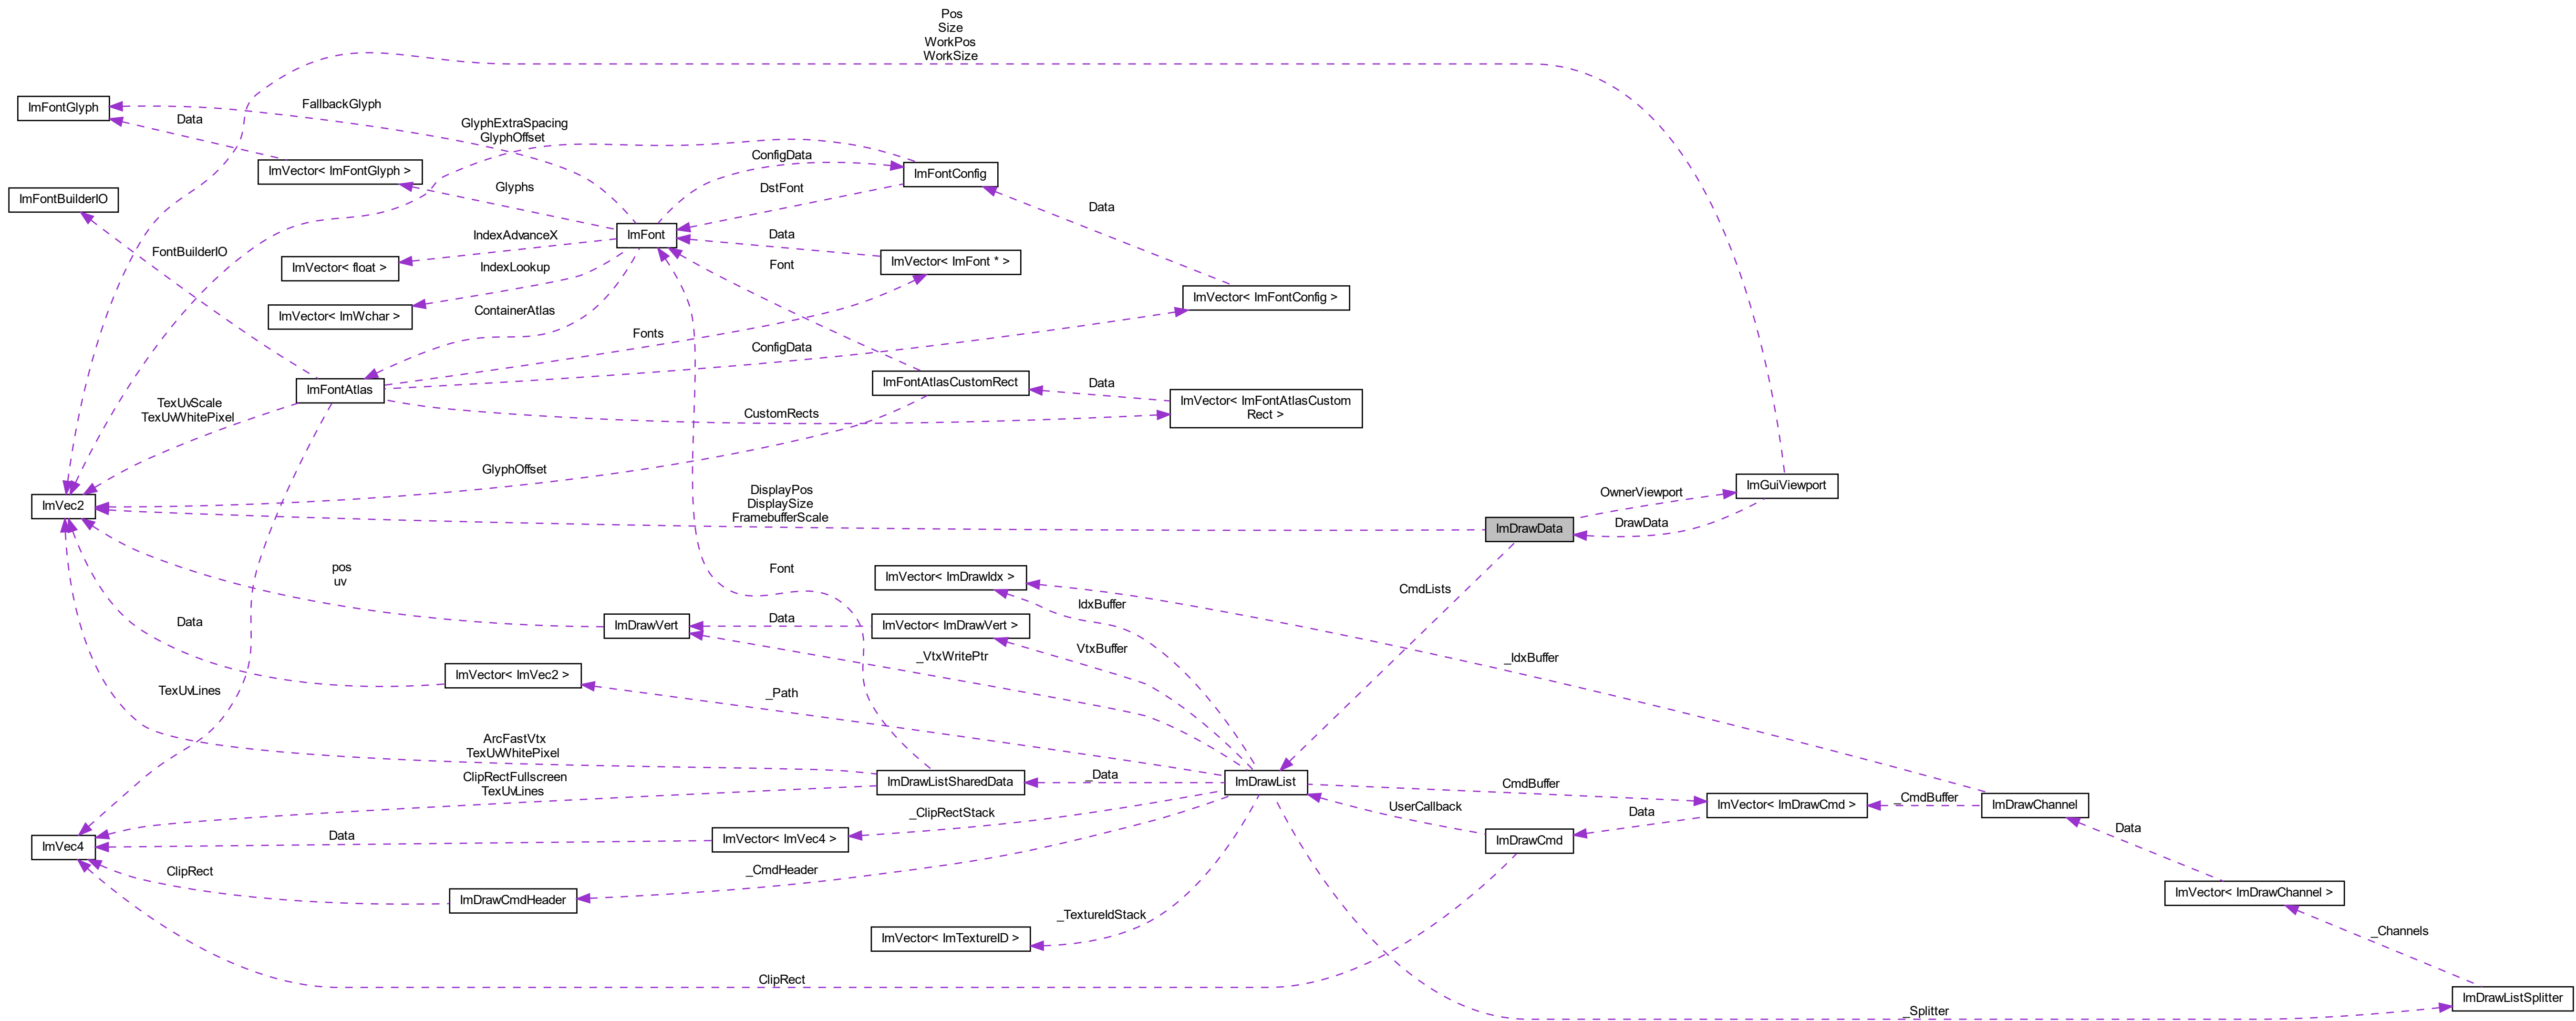 Pos
Size
WorkPos
WorkSize
ImFontGlyph
FallbackGlyph
Data
GlyphExtraSpacing
GlyphOffset
ConfigData
ImVector< ImFontGlyph >
ImFontConfig
ImFontBuilderIO
Glyphs
DstFont
Data
ImFont
IndexAdvanceX
Data
FontBuilderIO
ImVector< float >
IndexLookup
Font
ImVector< ImFont * >
ImVector< ImFontConfig >
ImVector< ImWchar >
ContainerAtlas
Fonts
ConfigData
ImFontAtlas
ImFontAtlasCustomRect
Data
TexUvScale
TexUvWhitePixel
CustomRects
ImVector< ImFontAtlasCustom
Rect >
GlyphOffset
ImGuiViewport
DisplayPos
DisplaySize
FramebufferScale
OwnerViewport
ImVec2
ImDrawData
DrawData
pos
uv
Font
ImVector< ImDrawIdx >
CmdLists
IdxBuffer
Data
ImDrawVert
Data
ImVector< ImDrawVert >
VtxBuffer
_VtxWritePtr
_IdxBuffer
ImVector< ImVec2 >
TexUvLines
_Path
ArcFastVtx
TexUvWhitePixel
ClipRectFullscreen
TexUvLines
ImDrawListSharedData
_Data
ImDrawList
CmdBuffer
UserCallback
ImVector< ImDrawCmd >
_CmdBuffer
ImDrawChannel
_ClipRectStack
Data
Data
ImVec4
Data
ImVector< ImVec4 >
ImDrawCmd
ClipRect
_CmdHeader
ImDrawCmdHeader
ImVector< ImDrawChannel >
_TextureIdStack
ImVector< ImTextureID >
_Channels
ClipRect
ImDrawListSplitter
_Splitter